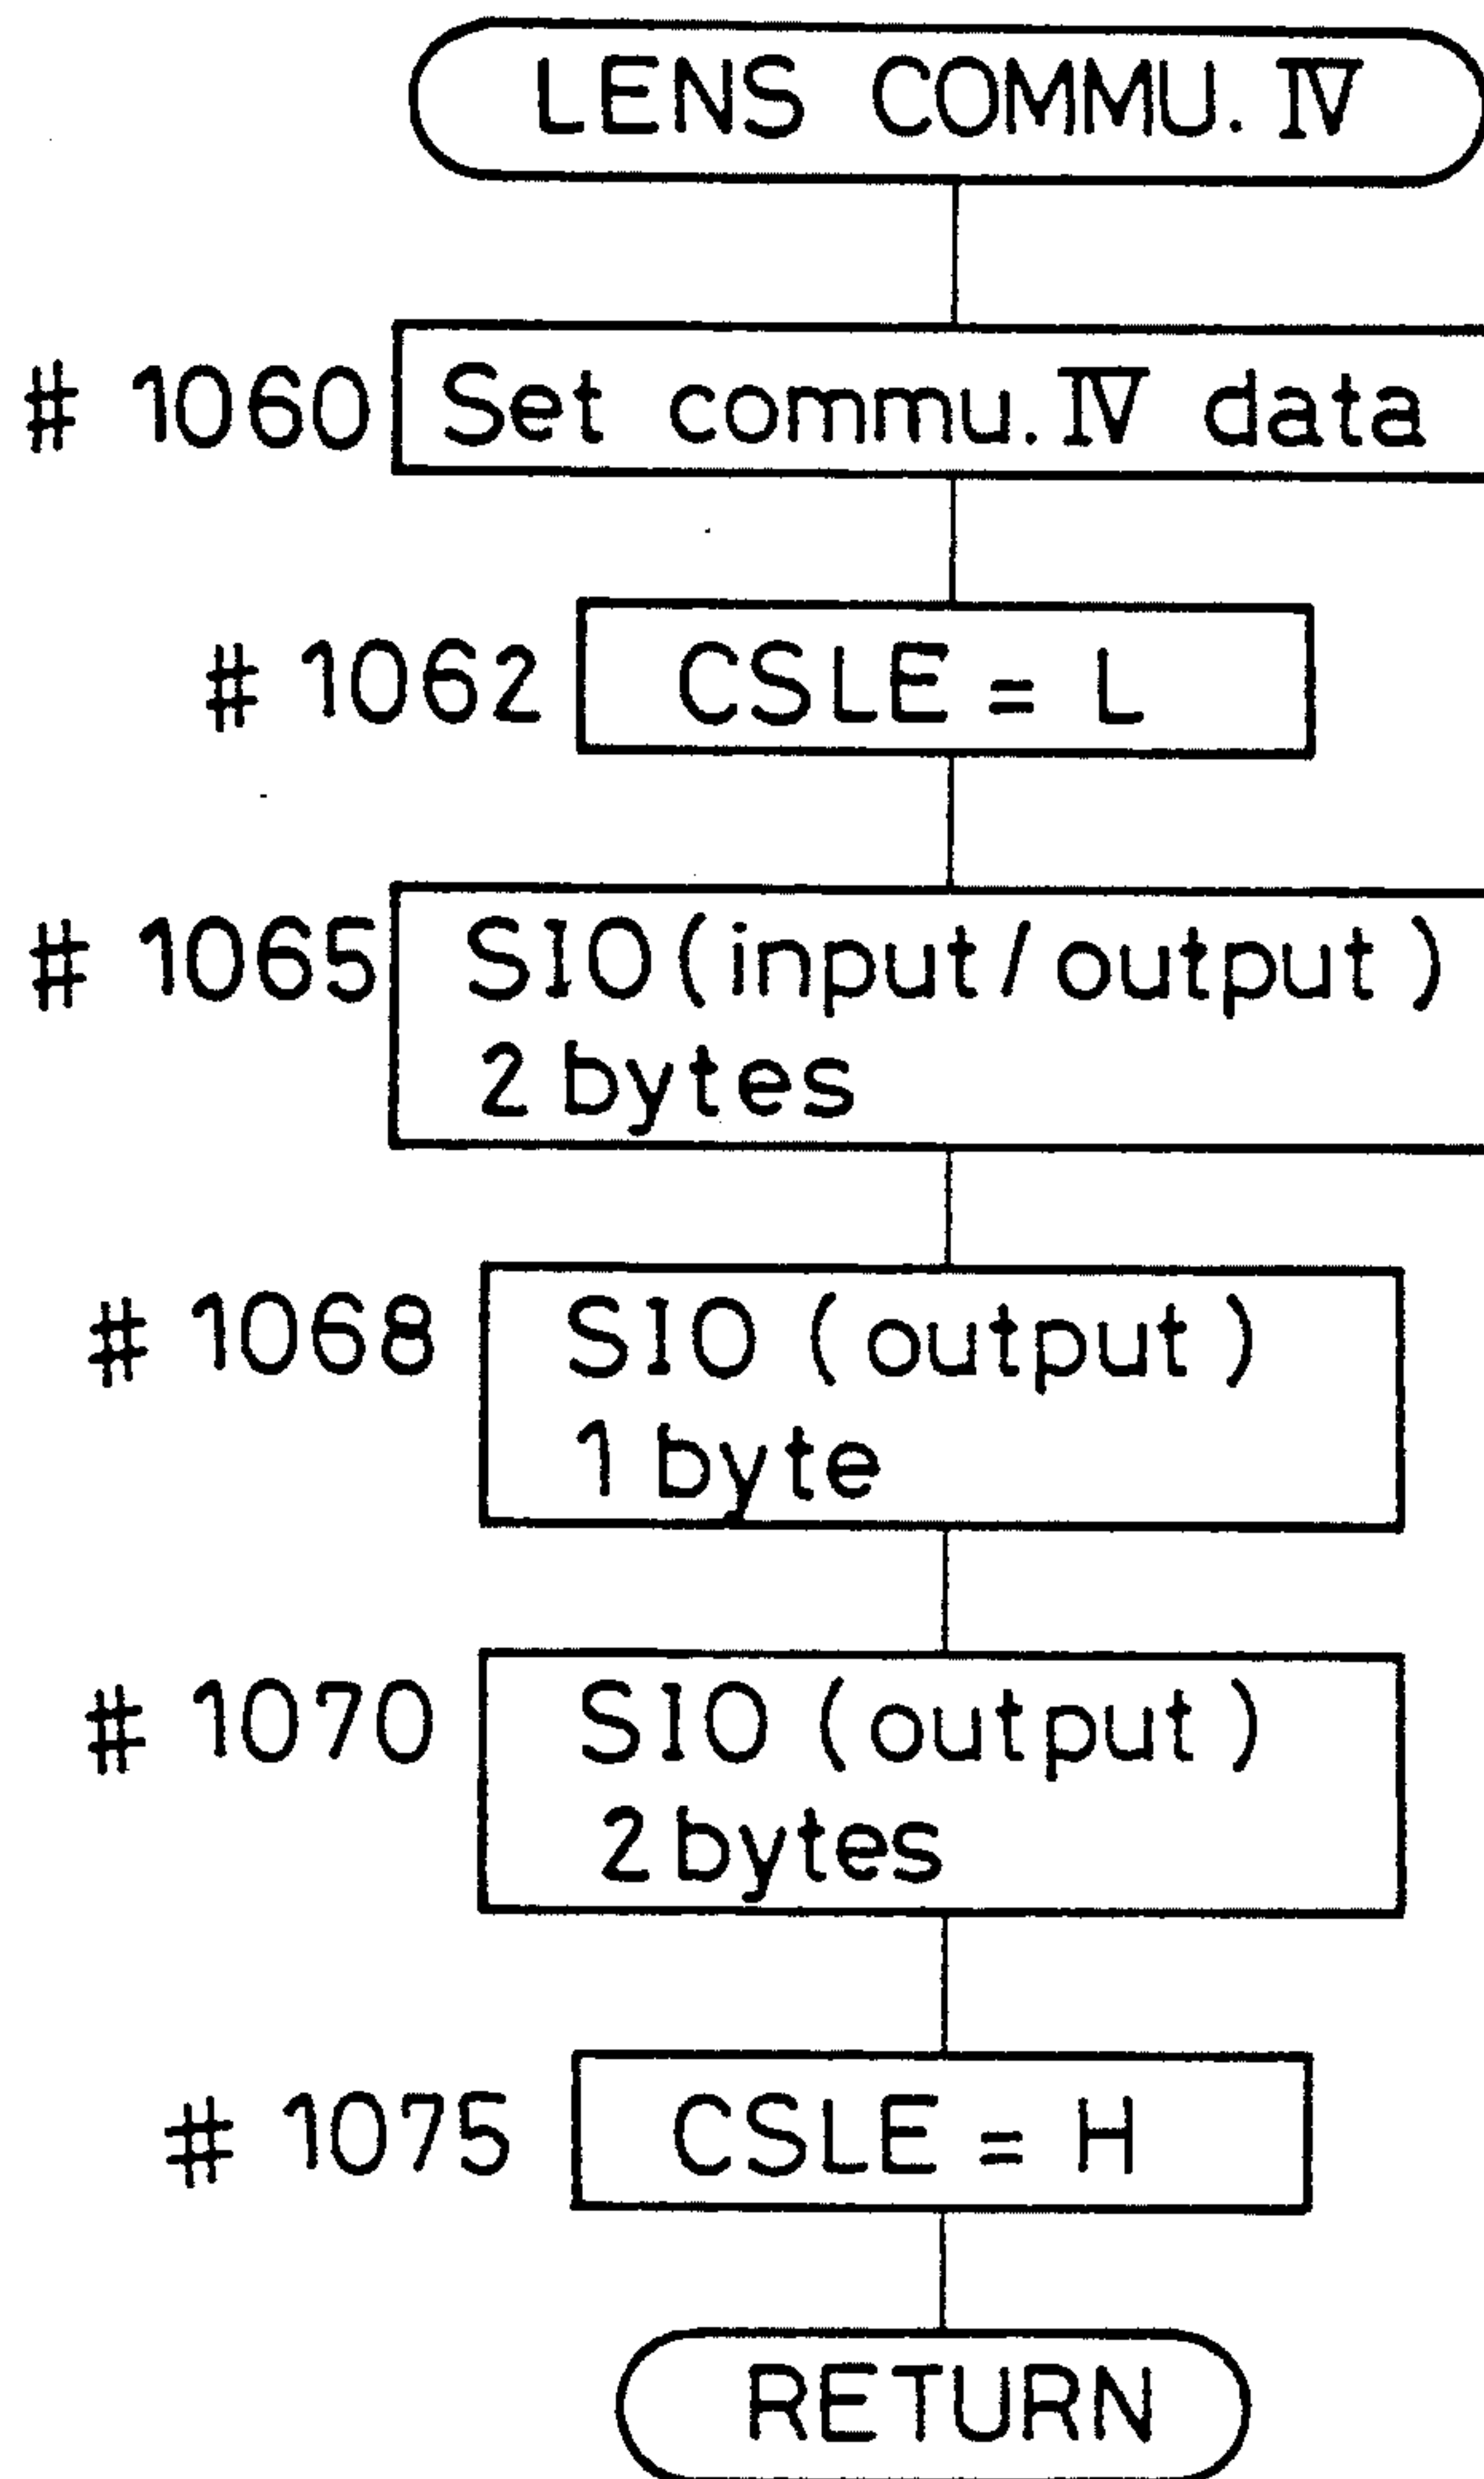 LENS COMMU. IV
# 1060 Set commu. IV data
# 1062 CSLE = L
# 1065 SIO (input/output)
2 bytes
# 1068 SIO (output)
1 byte
# 1070 SIO (output)
2 bytes
# 1075 CSLE = H
RETURN